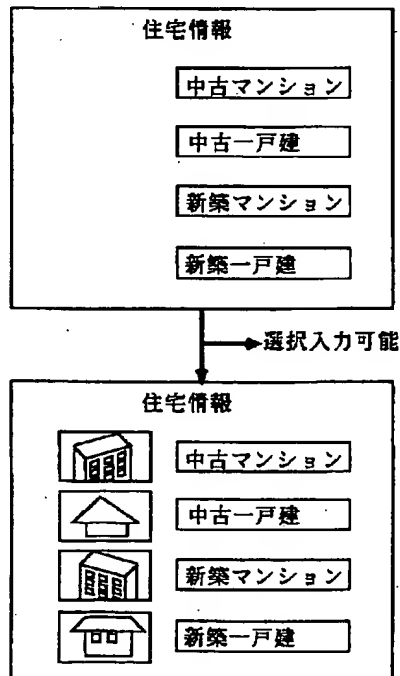 住宅情報
中古マンション
中古一戸建
新築マンション
新築一戸建
選択入力可能
住宅情報
中古マンション
中古一戸建
新築マンション
新築一戸建